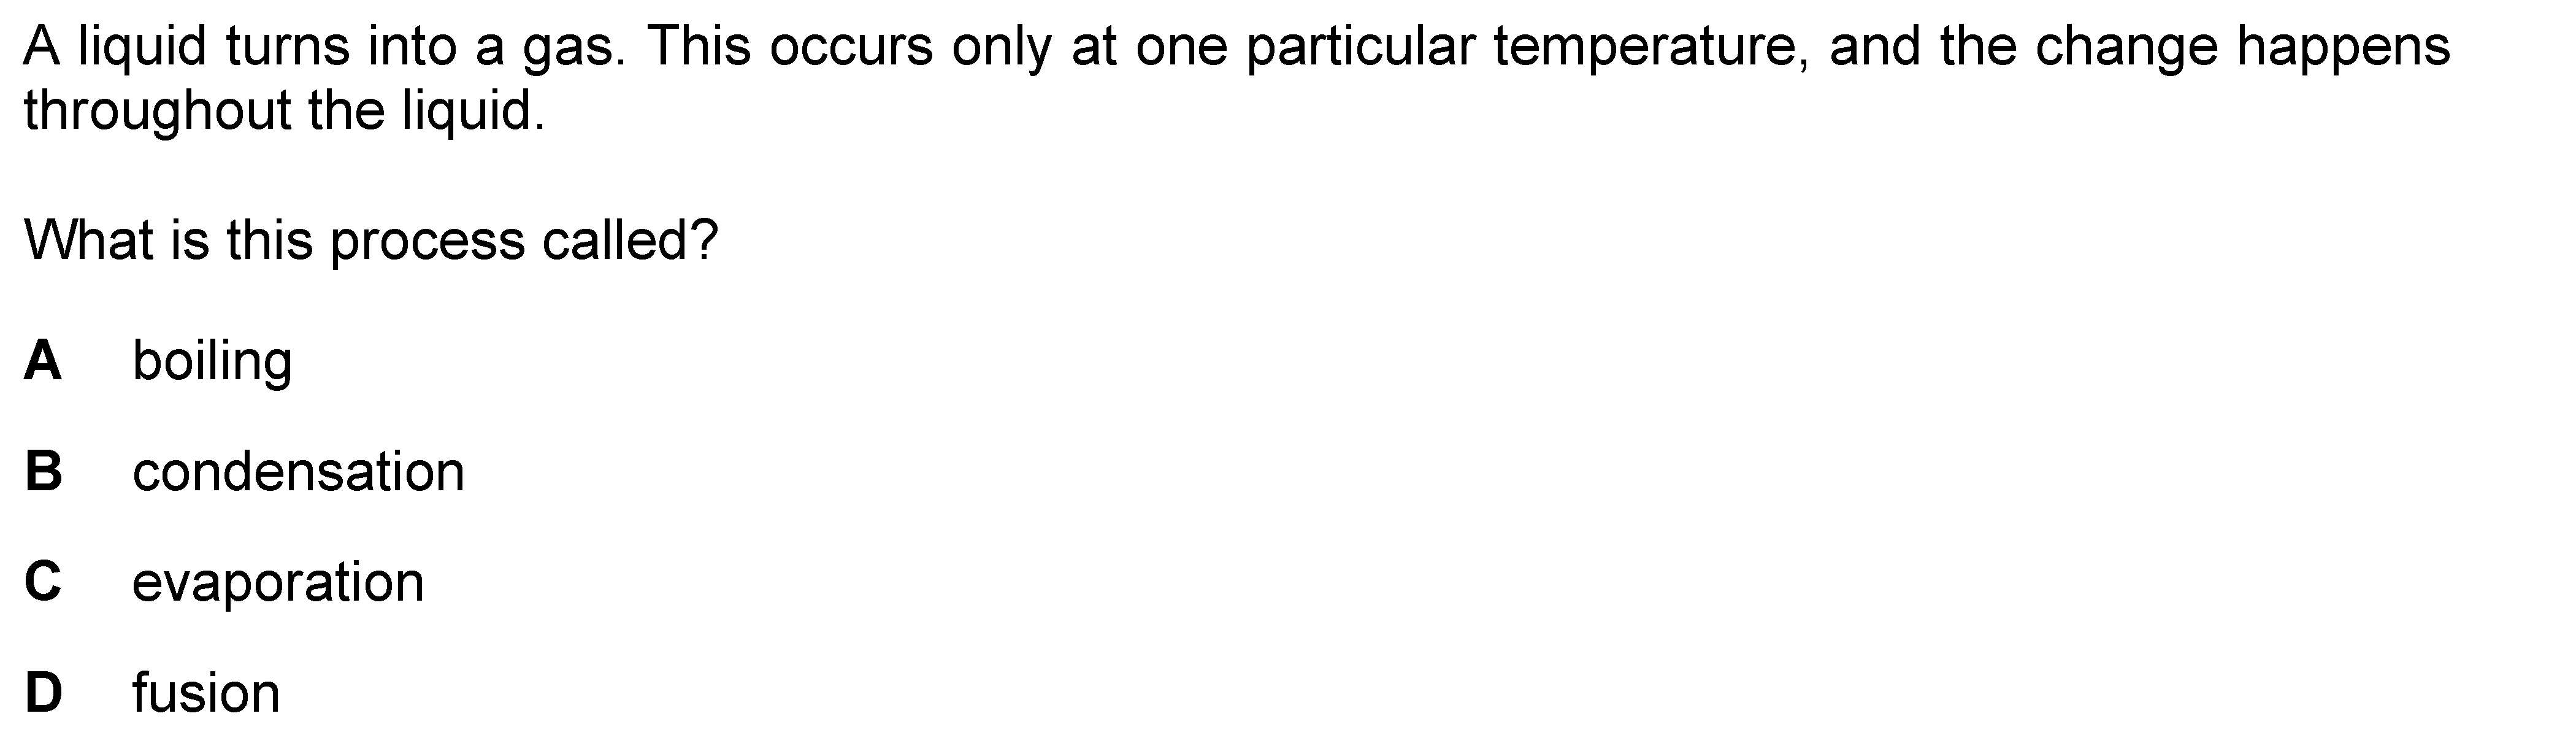 A liquid turns into a gas. This occurs only at one particular temperature, and the change happens
throughout the liquid.
What is this process called?
A boiling
B condensation
C evaporation
D fusion